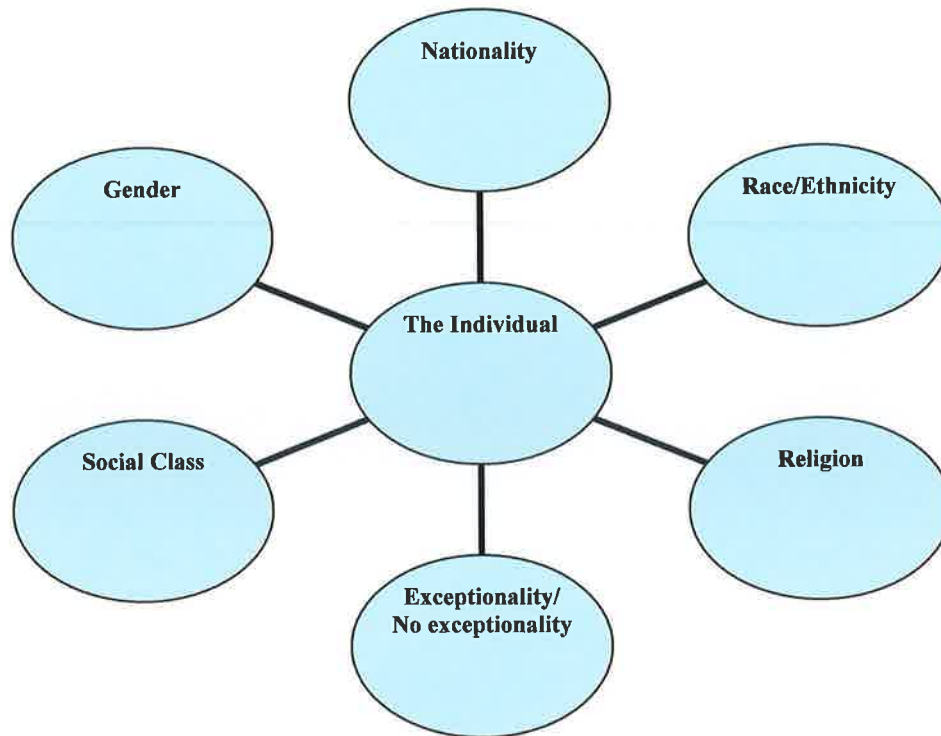 Nationality
Gender
Race/Ethnicity
The Individual
Social Class
Religion
Exceptionality/
No exceptionality